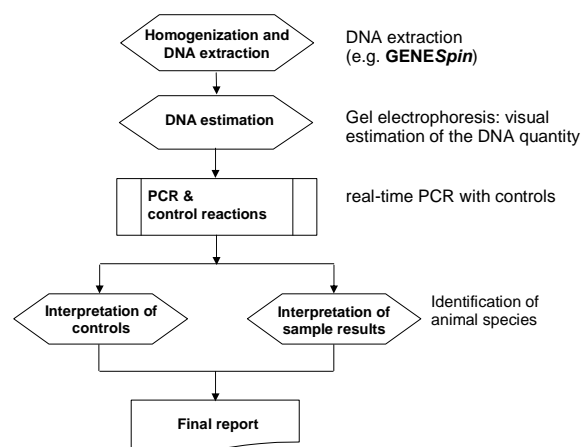 Homogenization and
DNA extraction
DNA extraction
(e.g. GENESpin)
DNA estimation
Gel electrophoresis: visual
estimation of the DNA quantity
PCR &
control reactions
real-time PCR with controls
Interpretation of
controls
Interpretation of
sample results
Identification of
animal species
Final report